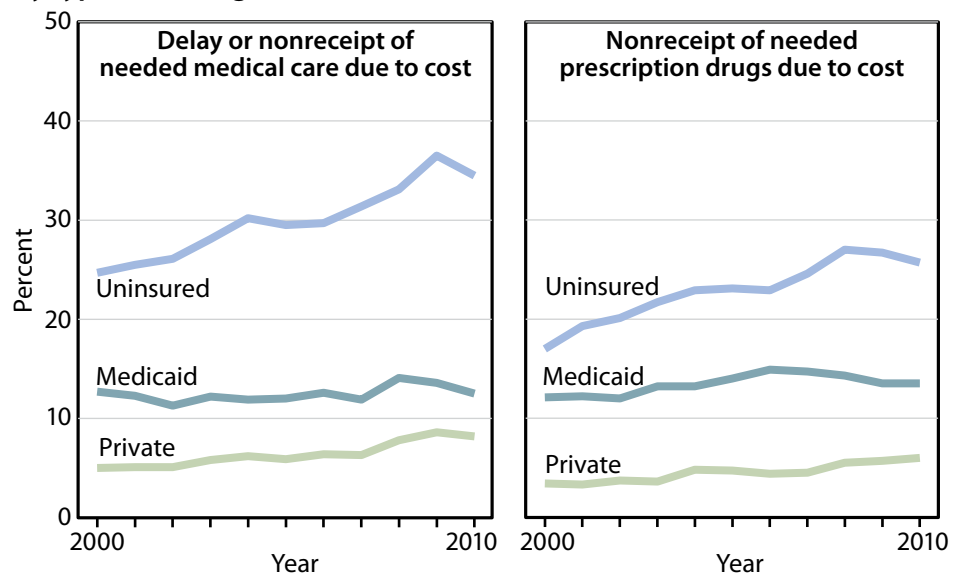 50
40
30
20
10
0
Percent
Delay or nonreceipt of
needed medical care due to cost
Uninsured
Medicaid
Private
2000
2010
Year
Nonreceipt of needed
prescription drugs due to cost
Uninsured
Medicaid
Private
2000
2010
Year